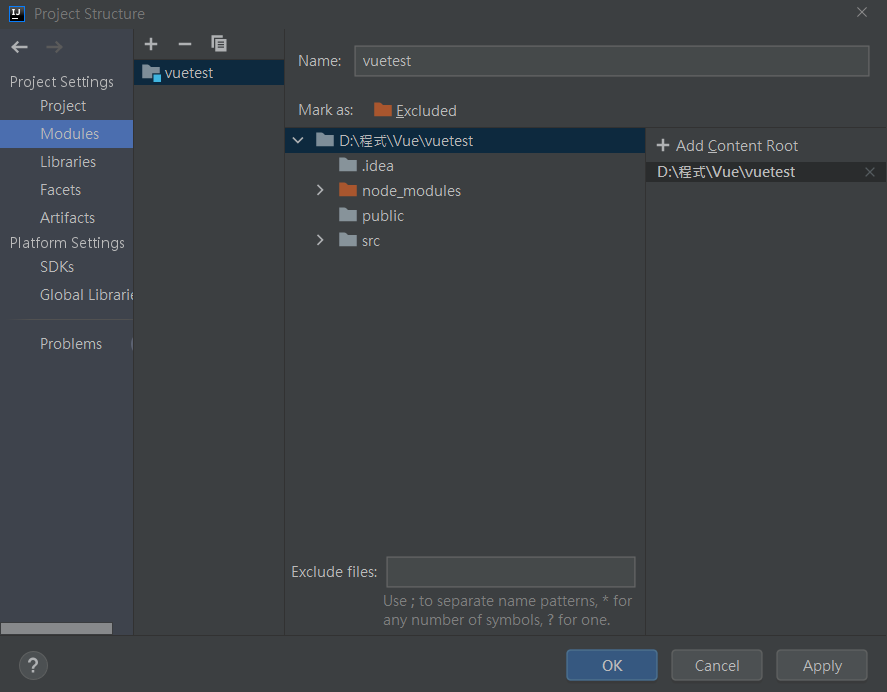 Project Structure
Project Settings
Project
Modules
Libraries
Facets
Artifacts
Platform Settings
SDKs
Global Librarie
Problems
vuetest
Name: vuetest
Mark as: Excluded
D:\程式\Vue\vuetest
.idea
node_modules
public
src
Add Content Root
D:\程式\Vue\vuetest
Exclude files:
Use ; to separate name patterns, * for
any number of symbols, ? for one.
?
OK
Cancel
Apply